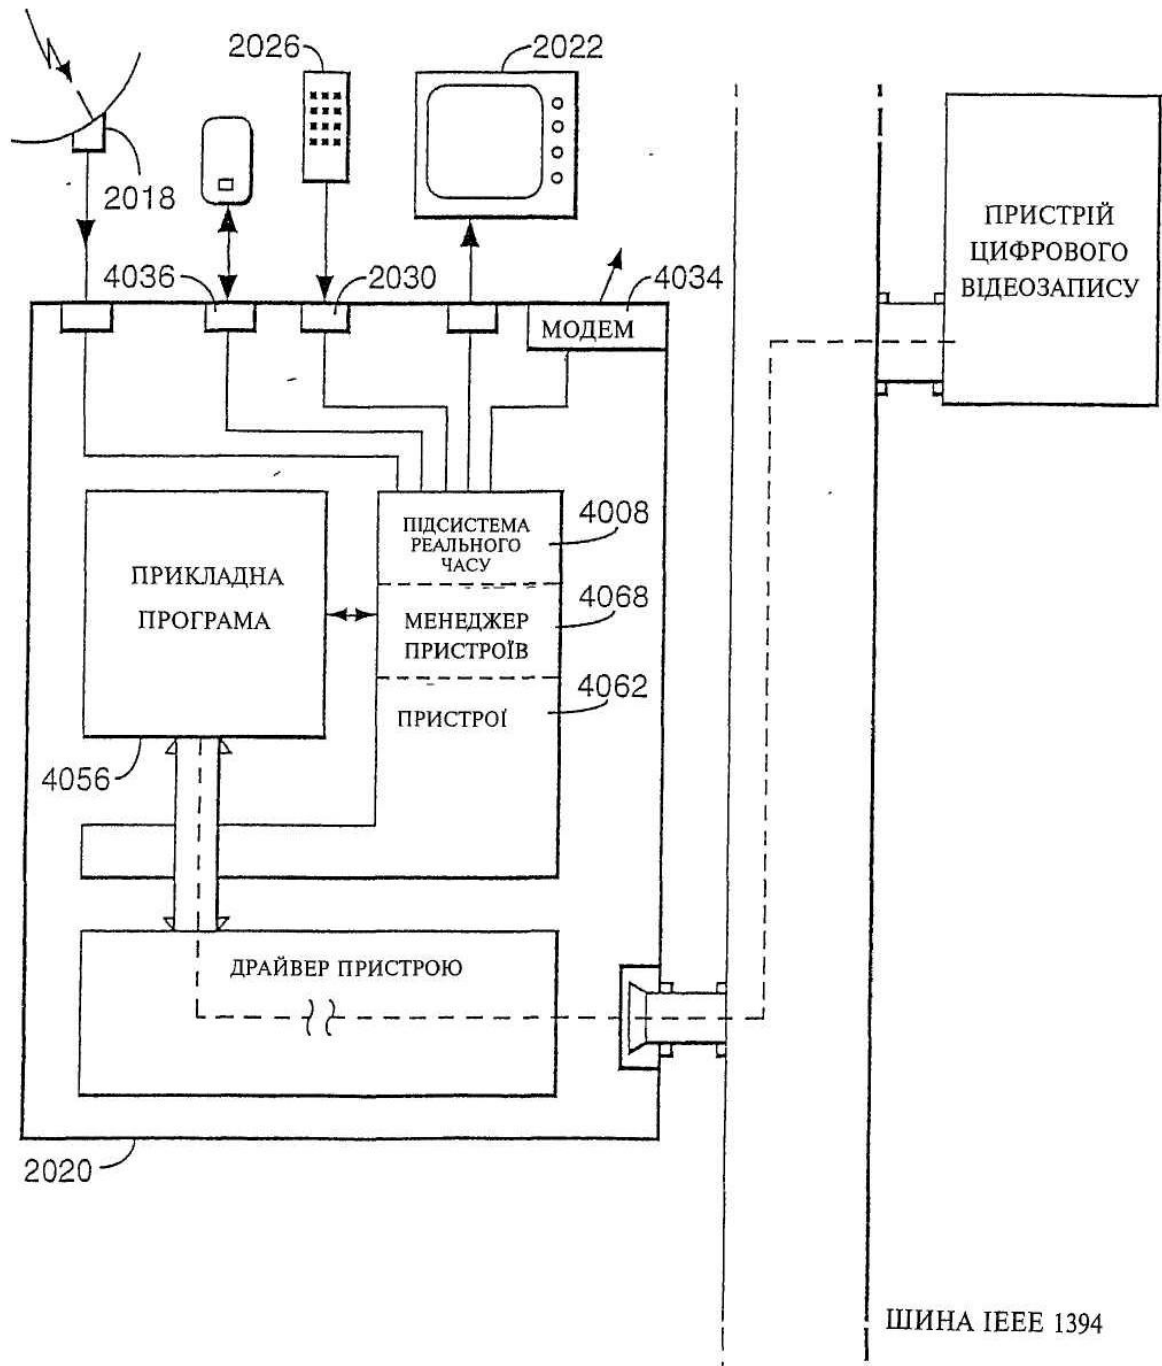 2026
2022
2018
4036
2030
4034
МОДЕМ
ПРИСТРІЙ
ЦИФРОВОГО
ВІДЕОЗАПИСУ
ПІДСИСТЕМА
РЕАЛЬНОГО
ЧАСУ
4008
ПРИКЛАДНА
ПРОГРАМА
МЕНЕДЖЕР
ПРИСТРОЇВ
4068
ПРИСТРОЇ
4062
4056
ДРАЙВЕР ПРИСТРОЮ
2020
ШИНА IEEE 1394